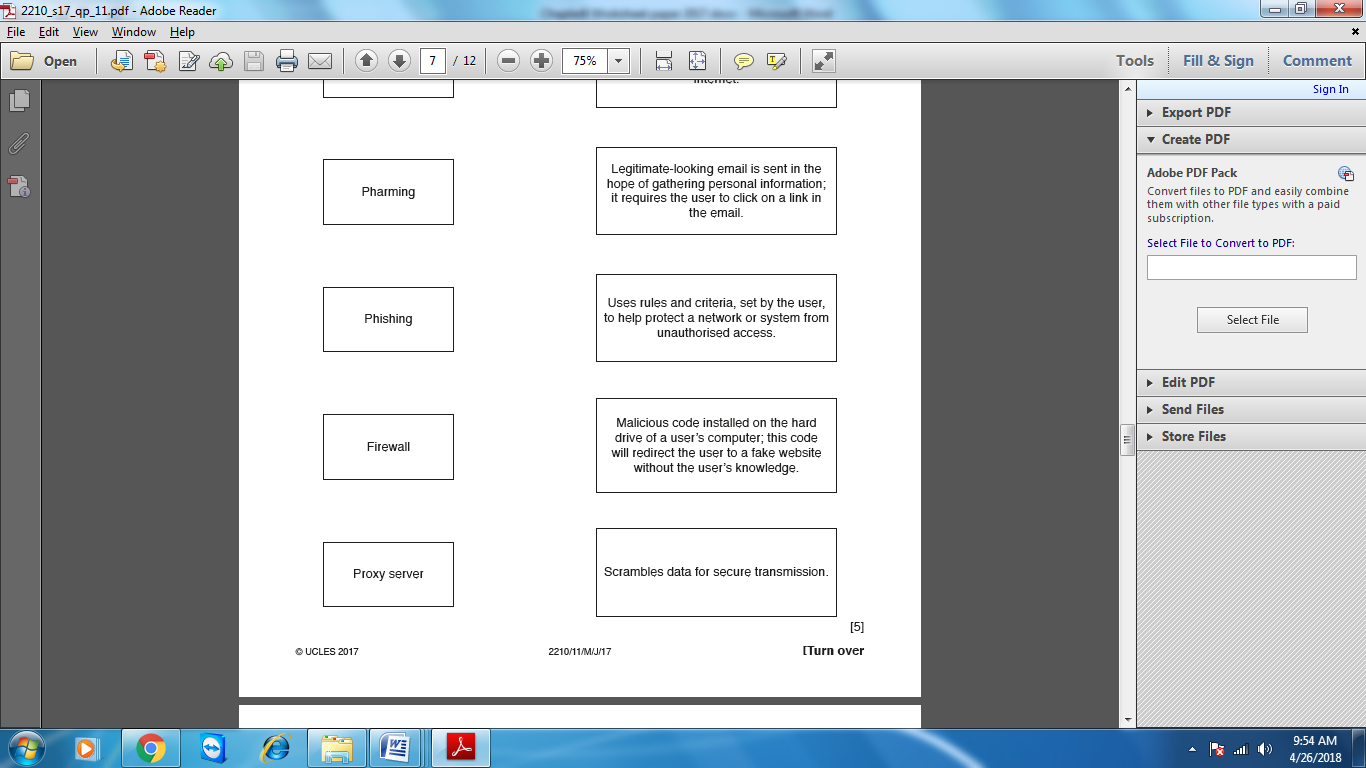 2210_s17_qp_11.pdf - Adobe Reader
File Edit View Window Help
Open 7 / 12 75% Tools Fill & Sign Comment
Sign In
Export PDF
Create PDF
Adobe PDF Pack
Convert files to PDF and easily combine
them with other file types with a paid
subscription.
Select File to Convert to PDF:
Select File
Edit PDF
Send Files
Store Files
Internet.
Pharming
Legitimate-looking email is sent in the
hope of gathering personal information;
it requires the user to click on a link in
the email.
Phishing
Uses rules and criteria, set by the user,
to help protect a network or system from
unauthorised access.
Firewall
Malicious code installed on the hard
drive of a user's computer; this code
will redirect the user to a fake website
without the user's knowledge.
Proxy server
Scrambles data for secure transmission.
[5]
© UCLES 2017 2210/11/M/J/17 [Turn over
9:54 AM
4/26/2018